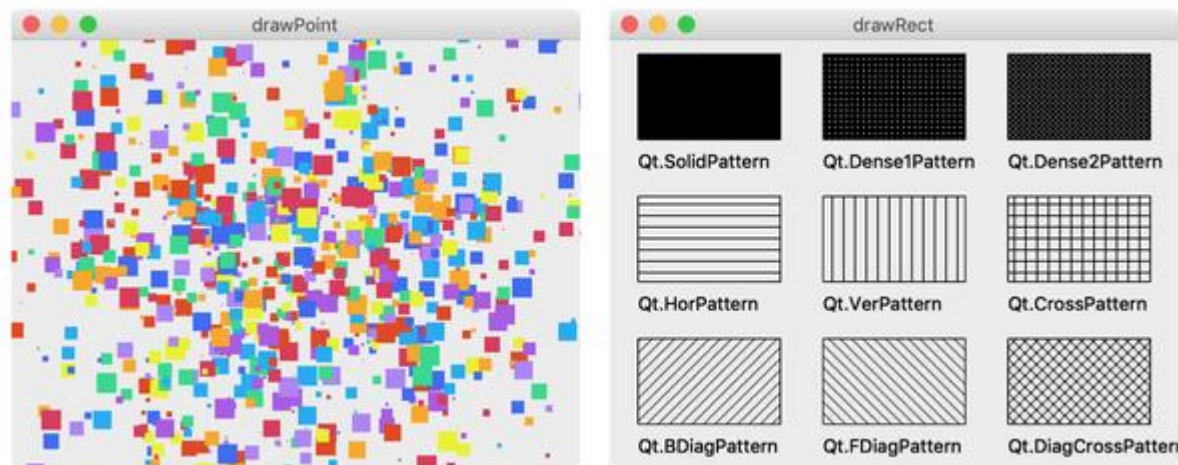 drawPoint
drawRect
Qt.SolidPattern
Qt.Dense1Pattern
Qt.Dense2Pattern
Qt.HorPattern
Qt.VerPattern
Qt.CrossPattern
Qt.BDiagPattern
Qt.FDiagPattern
Qt.DiagCrossPattern